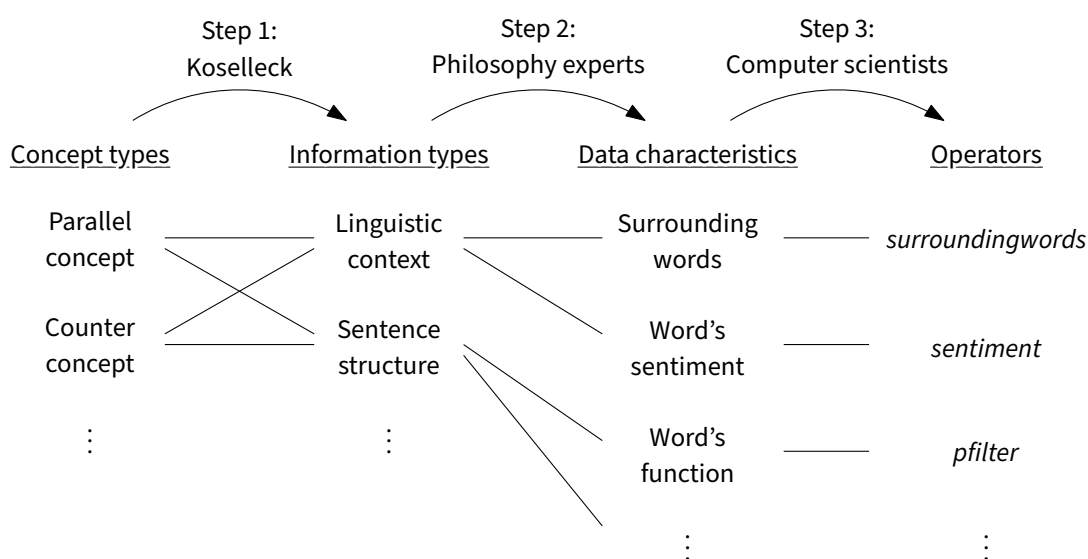 Step 1:
Koselleck
Step 2:
Philosophy experts
Step 3:
Computer scientists
Concept types
Information types
Data characteristics
Operators
Parallel
concept
Linguistic
context
Surrounding
words
surroundingwords
Counter
concept
Sentence
structure
Word's
sentiment
sentiment
Word's
function
pfilter